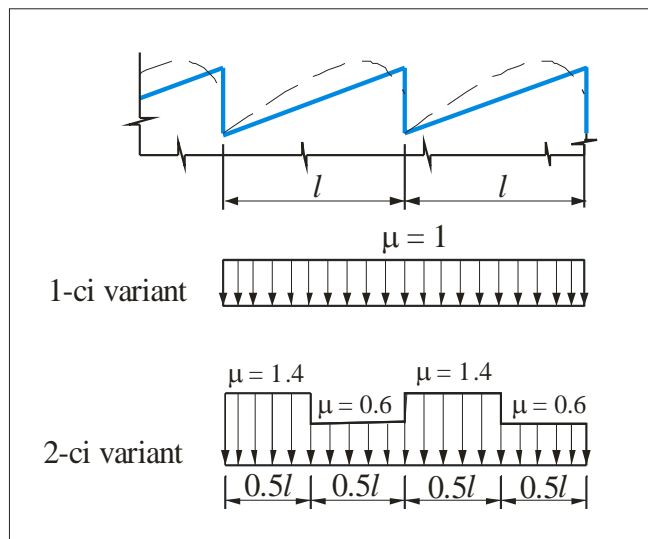 l l
μ = 1
1-ci variant
μ = 1.4 μ = 0.6 μ = 1.4 μ = 0.6
2-ci variant
0.5l 0.5l 0.5l 0.5l